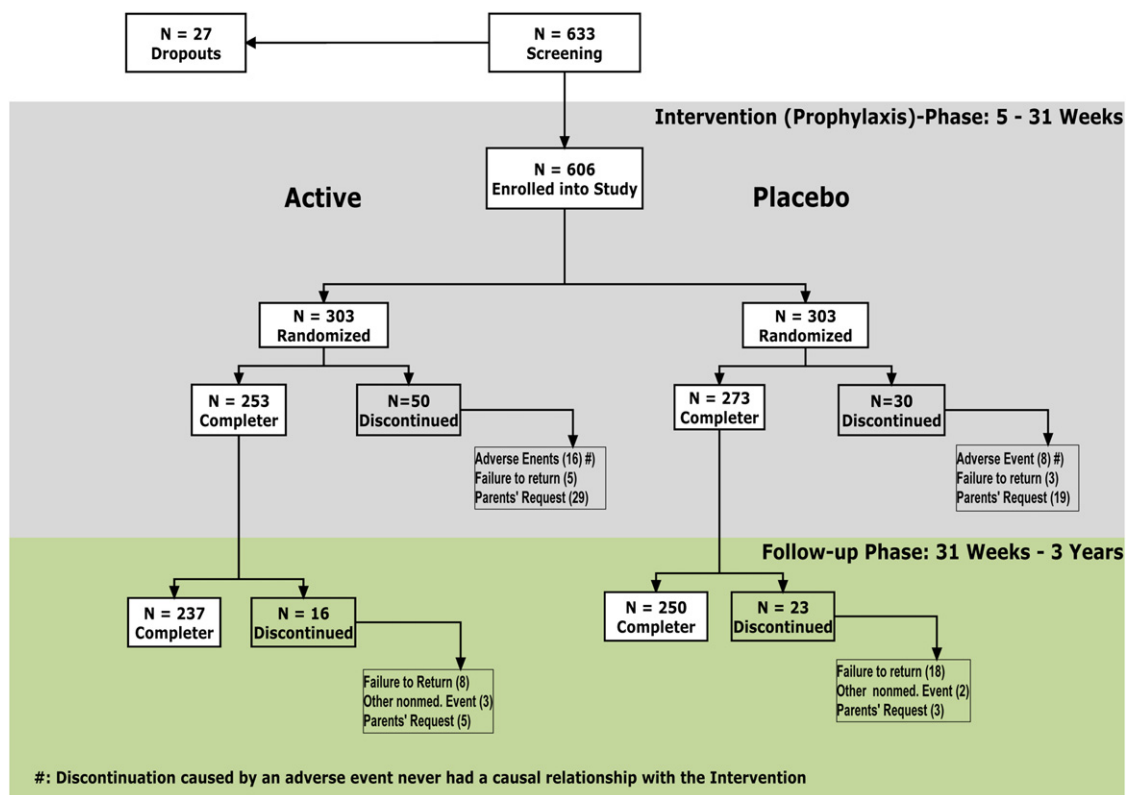 N = 27
Dropouts
N = 633
Screening
Intervention (Prophylaxis)-Phase: 5 - 31 Weeks
N = 606
Enrolled into Study
Active
Placebo
N = 303
Randomized
N = 303
Randomized
N = 253
Completer
N=50
Discontinued
N = 273
Completer
N=30
Discontinued
Adverse Enents (16) #)
Failure to return (5)
Parents' Request (29)
Adverse Event (8) #)
Failure to return (3)
Parents' Request (19)
Follow-up Phase: 31 Weeks - 3 Years
N = 237
Completer
N = 16
Discontinued
N = 250
Completer
N = 23
Discontinued
Failure to Return (8)
Other nonmed. Event (3)
Parents' Request (5)
Failure to return (18)
Other nonmed. Event (2)
Parents' Request (3)
#: Discontinuation caused by an adverse event never had a causal relationship with the Intervention